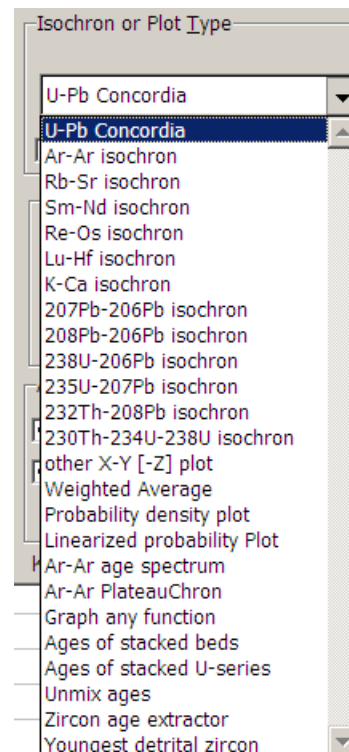 Isochron or Plot Type
U-Pb Concordia
U-Pb Concordia
Ar-Ar isochron
Rb-Sr isochron
Sm-Nd isochron
Re-Os isochron
Lu-Hf isochron
K-Ca isochron
207Pb-206Pb isochron
208Pb-206Pb isochron
238U-206Pb isochron
235U-207Pb isochron
232Th-208Pb isochron
230Th-234U-238U isochron
other X-Y [-Z] plot
Weighted Average
Probability density plot
Linearized probability Plot
Ar-Ar age spectrum
Ar-Ar PlateauChron
Graph any function
Ages of stacked beds
Ages of stacked U-series
Unmix ages
Zircon age extractor
Youngest detrital zircon